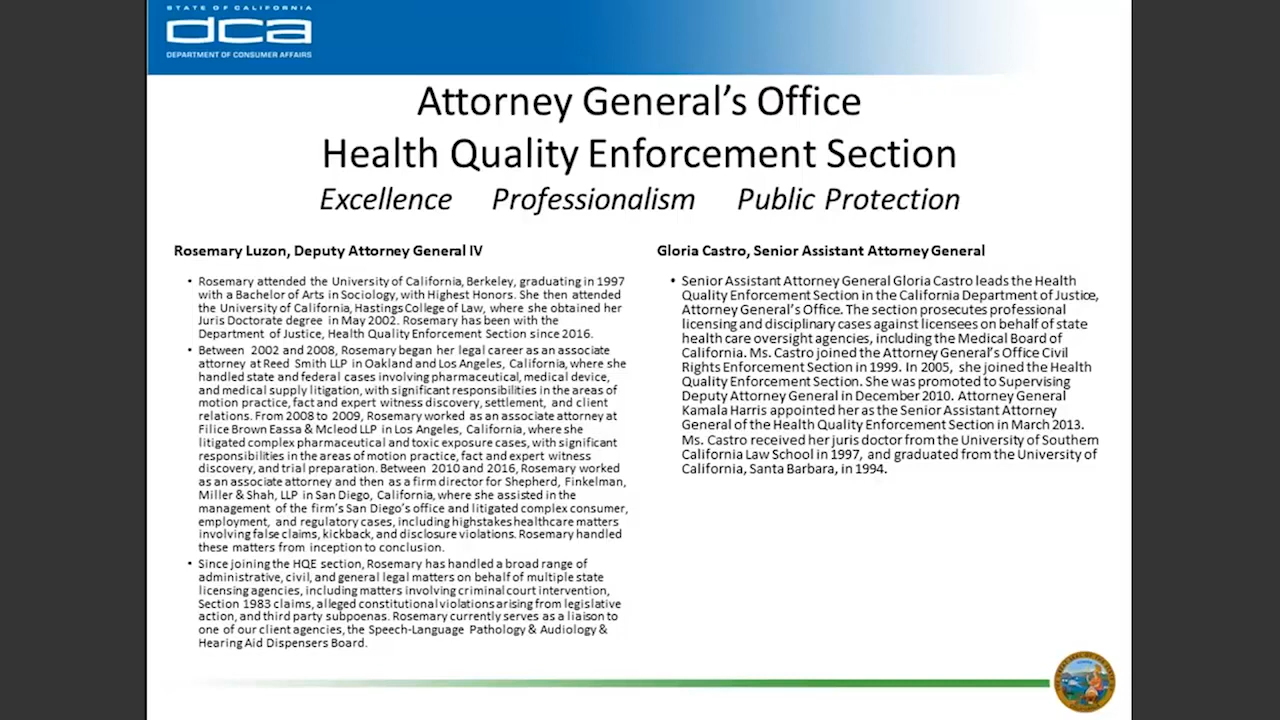 STATE OF CALIFORNIA
dca
DEPARTMENT OF CONSUMER AFFAIRS
Attorney General's Office
Health Quality Enforcement Section
Excellence Professionalism Public Protection
Rosemary Luzon, Deputy Attorney General IV
• Rosemary attended the University of California, Berkeley, graduating in 1997
with a Bachelor of Arts in Sociology, with Highest Honors. She then attended
the University of California, Hastings College of Law, where she obtained her
Juris Doctorate degree in May 2002. Rosemary has been with the
Department of Justice, Health Quality Enforcement Section since 2016.
• Between 2002 and 2008, Rosemary began her legal career as an associate
attorney at Reed Smith LLP in Oakland and Los Angeles, California, where she
handled state and federal cases involving pharmaceutical, medical device,
and medical supply litigation, with significant responsibilities in the areas of
motion practice, fact and expert witness discovery, settlement, and client
relations. From 2008 to 2009, Rosemary worked as an associate attorney at
Filice Brown Eassa & Mcleod LLP in Los Angeles, California, where she
litigated complex pharmaceutical and toxic exposure cases, with significant
responsibilities in the areas of motion practice, fact and expert witness
discovery, and trial preparation. Between 2010 and 2016, Rosemary worked
as an associate attorney and then as a firm director for Shepherd, Finkelman,
Miller & Shah, LLP in San Diego, California, where she assisted in the
management of the firm's San Diego's office and litigated complex consumer,
employment, and regulatory cases, including highstakes healthcare matters
involving false claims, kickback, and disclosure violations. Rosemary handled
these matters from inception to conclusion.
• Since joining the HQE section, Rosemary has handled a broad range of
administrative, civil, and general legal matters on behalf of multiple state
licensing agencies, including matters involving criminal court intervention,
Section 1983 claims, alleged constitutional violations arising from legislative
action, and third party subpoenas. Rosemary currently serves as a liaison to
one of our client agencies, the Speech-Language Pathology & Audiology &
Hearing Aid Dispensers Board.
Gloria Castro, Senior Assistant Attorney General
• Senior Assistant Attorney General Gloria Castro leads the Health
Quality Enforcement Section in the California Department of Justice,
Attorney General's Office. The section prosecutes professional
licensing and disciplinary cases against licensees on behalf of state
health care oversight agencies, including the Medical Board of
California. Ms. Castro joined the Attorney General's Office Civil
Rights Enforcement Section in 1999. In 2005, she joined the Health
Quality Enforcement Section. She was promoted to Supervising
Deputy Attorney General in December 2010. Attorney General
Kamala Harris appointed her as the Senior Assistant Attorney
General of the Health Quality Enforcement Section in March 2013.
Ms. Castro received her juris doctor from the University of Southern
California Law School in 1997, and graduated from the University of
California, Santa Barbara, in 1994.